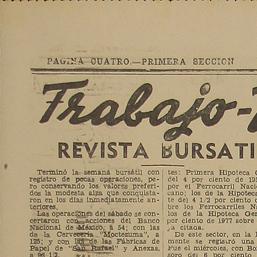 PAGINA CUATRO.—PRIMERA SECCION
Trabajo-
REVISTA BURSATI
Terminó la semana bursátil con
registro de pocas operaciones, pe-
ro conservando los valores preferi-
dos la modesta alza que conquista-
ron en los días inmediatamente an-
teriores.
Las operaciones del sábado se con-
certaron con acciones del Banco
Nacional de México, a 54; con las
de la Cervecería "Moctezuma", a
125; y con las de las Fábricas de
Papel de "San Rafael" y Anexas,
a 96 1/2
tes: Primera Hipoteca
del 4 por ciento de
por el Ferrocarril Nacio
cano; los de la Hipoteca
del 4 1/2 por ciento
bre los Ferrocarriles N
los de la Hipoteca Gen
por ciento de 1977 sobre
ya citada.
De este sector, en la
mente se registró una
Fue el miércoles, con Bo